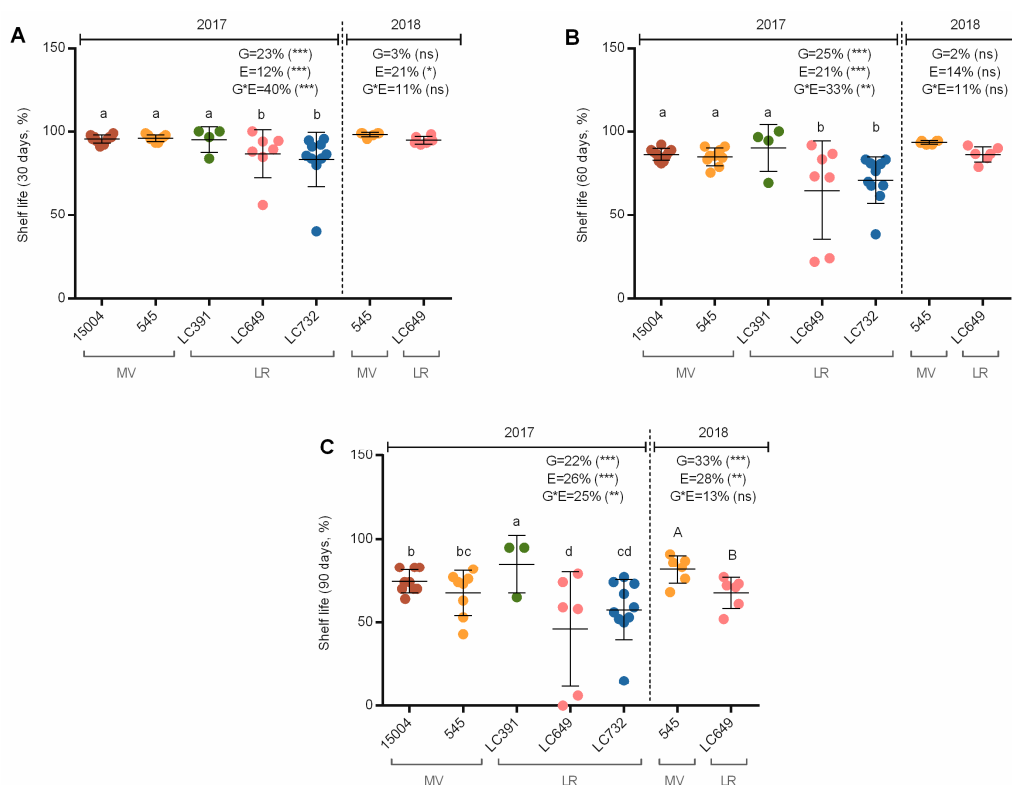 A
2017
2018
G=23% (***)
E=12% (***)
G*E=40% (***)
G=3% (ns)
E=21% (*)
G*E=11% (ns)
Shelf life (30 days, %)
150
100
50
0
a
a
a
b
b
15004
545
LC391
LC649
LC732
545
LC649
MV
LR
MV
LR
B
2017
2018
G=25% (***)
E=21% (***)
G*E=33% (**)
G=2% (ns)
E=14% (ns)
G*E=11% (ns)
Shelf life (60 days, %)
150
100
50
0
a
a
a
b
b
15004
545
LC391
LC649
LC732
545
LC649
MV
LR
MV
LR
C
2017
2018
G=22% (***)
E=26% (***)
G*E=25% (**)
G=33% (***)
E=28% (**)
G*E=13% (ns)
Shelf life (90 days, %)
150
100
50
0
b
bc
a
d
cd
A
B
15004
545
LC391
LC649
LC732
545
LC649
MV
LR
MV
LR